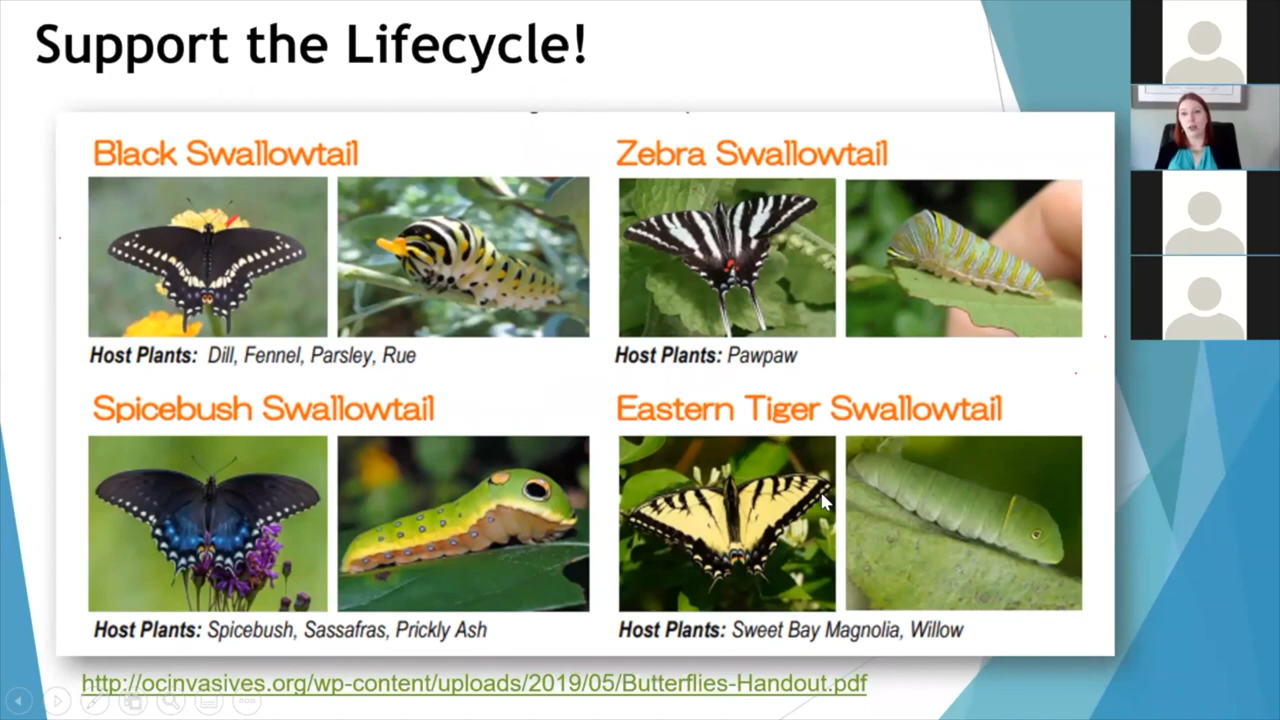 Support the Lifecycle!
Black Swallowtail
Zebra Swallowtail
Host Plants: Dill, Fennel, Parsley, Rue
Host Plants: Pawpaw
Spicebush Swallowtail
Eastern Tiger Swallowtail
Host Plants: Spicebush, Sassafras, Prickly Ash
Host Plants: Sweet Bay Magnolia, Willow
http://ocinvasives.org/wp-content/uploads/2019/05/Butterflies-Handout.pdf